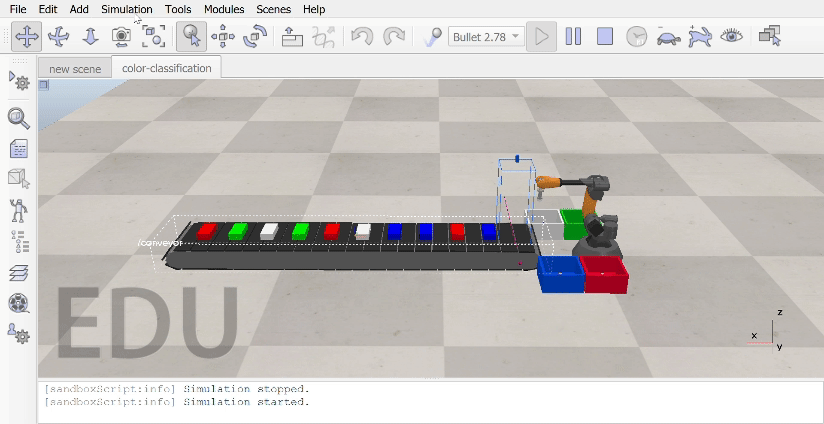 File Edit Add Simulation Tools Modules Scenes Help
Bullet 2.78
new scene color-classification
/conveyor
EDU
z
x
y
[sandboxScript:info] Simulation stopped.
[sandboxScript:info] Simulation started.